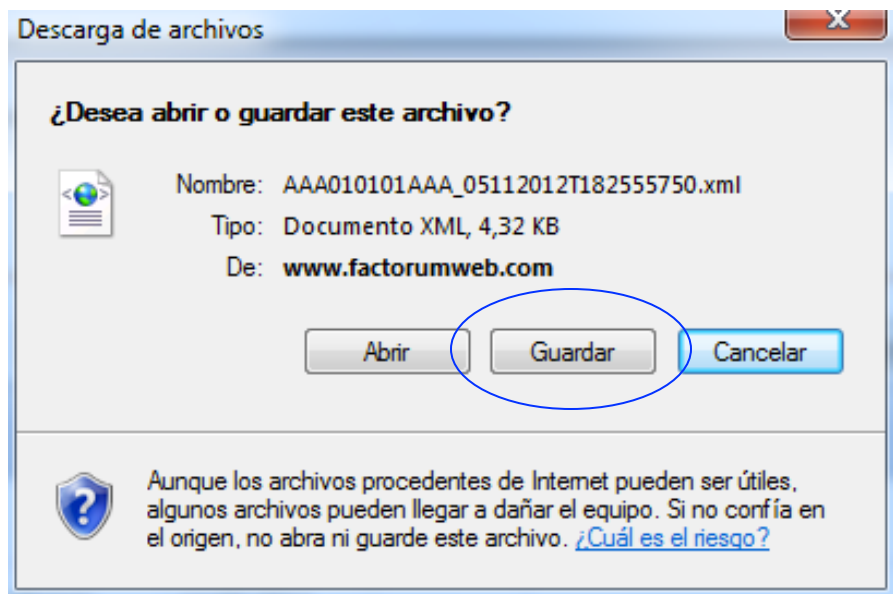 Descarga de archivos
X
¿Desea abrir o guardar este archivo?
Nombre: AAA010101AAA_05112012T182555750.xml
Tipo: Documento XML, 4,32 KB
De: www.factorumweb.com
Abrir Guardar Cancelar
Aunque los archivos procedentes de Internet pueden ser útiles,
algunos archivos pueden llegar a dañar el equipo. Si no confía en
el origen, no abra ni guarde este archivo. ¿Cuál es el riesgo?